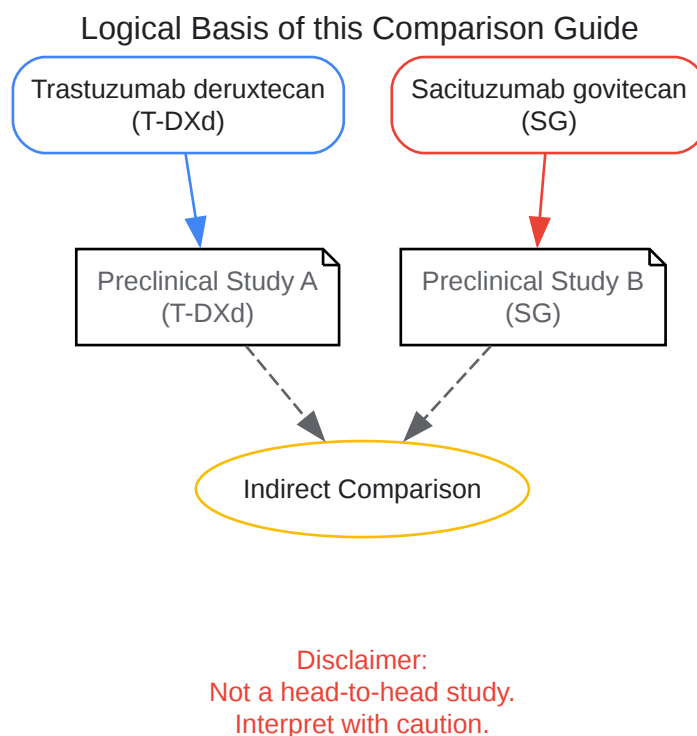 Logical Basis of this Comparison Guide
Trastuzumab deruxtecan
(T-DXd)
Sacituzumab govitecan
(SG)
Preclinical Study A
(T-DXd)
Preclinical Study B
(SG)
Indirect Comparison
Disclaimer:
Not a head-to-head study.
Interpret with caution.